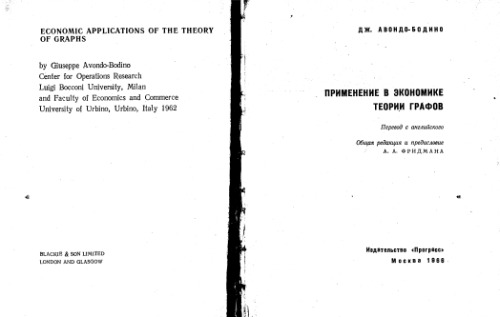 ECONOMIC APPLICATIONS OF THE THEORY
OF GRAPHS
by Giuseppe Avondo-Bodino
Center for Operations Research
Luigi Bocconi University, Milan
and Faculty of Economics and Commerce
University of Urbino, Urbino, Italy 1962
BLACKIE & SON LIMITED
LONDON AND GLASGOW
ДЖ. АВОНДО-БОДИНО
ПРИМЕНЕНИЕ В ЭКОНОМИКЕ
ТЕОРИИ ГРАФОВ
Перевод с английского
Общая редакция и предисловие
А. А. ФРИДМАНА
Издательство «Прогресс»
Москва 1966